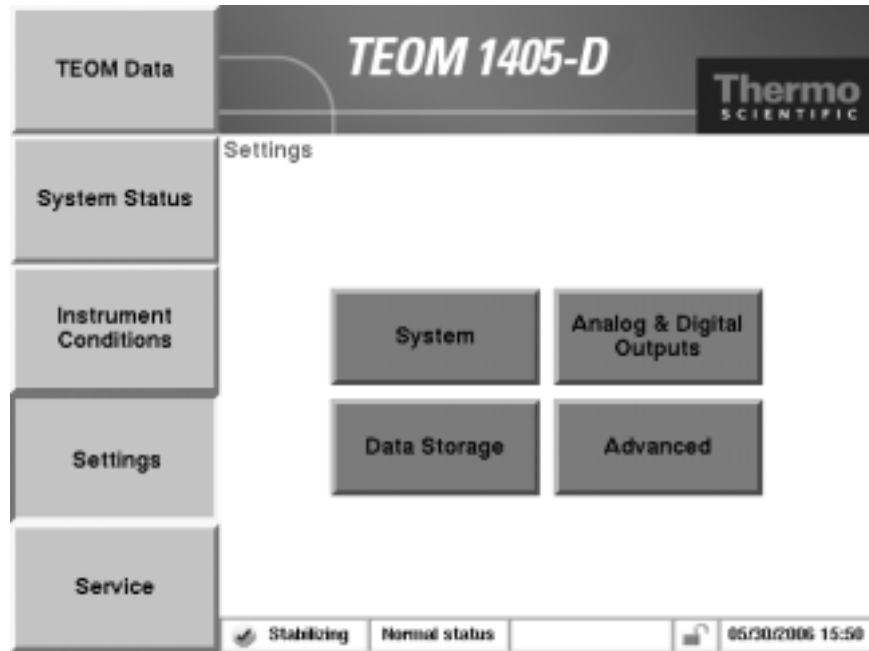 TEOM Data
TEOM 1405-D
Thermo
SCIENTIFIC
Settings
System Status
Instrument
Conditions
System
Analog & Digital
Outputs
Settings
Data Storage
Advanced
Service
Stabilizing
Normal status
05/30/2006 15:50